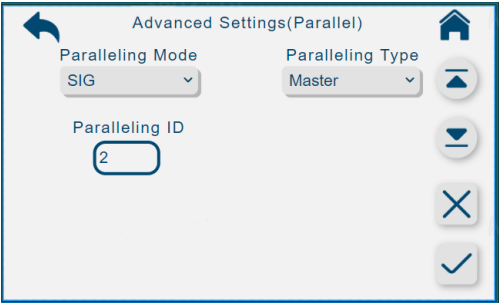 Advanced Settings(Parallel)
Paralleling Mode
Paralleling Type
SIG
Master
Paralleling ID
2